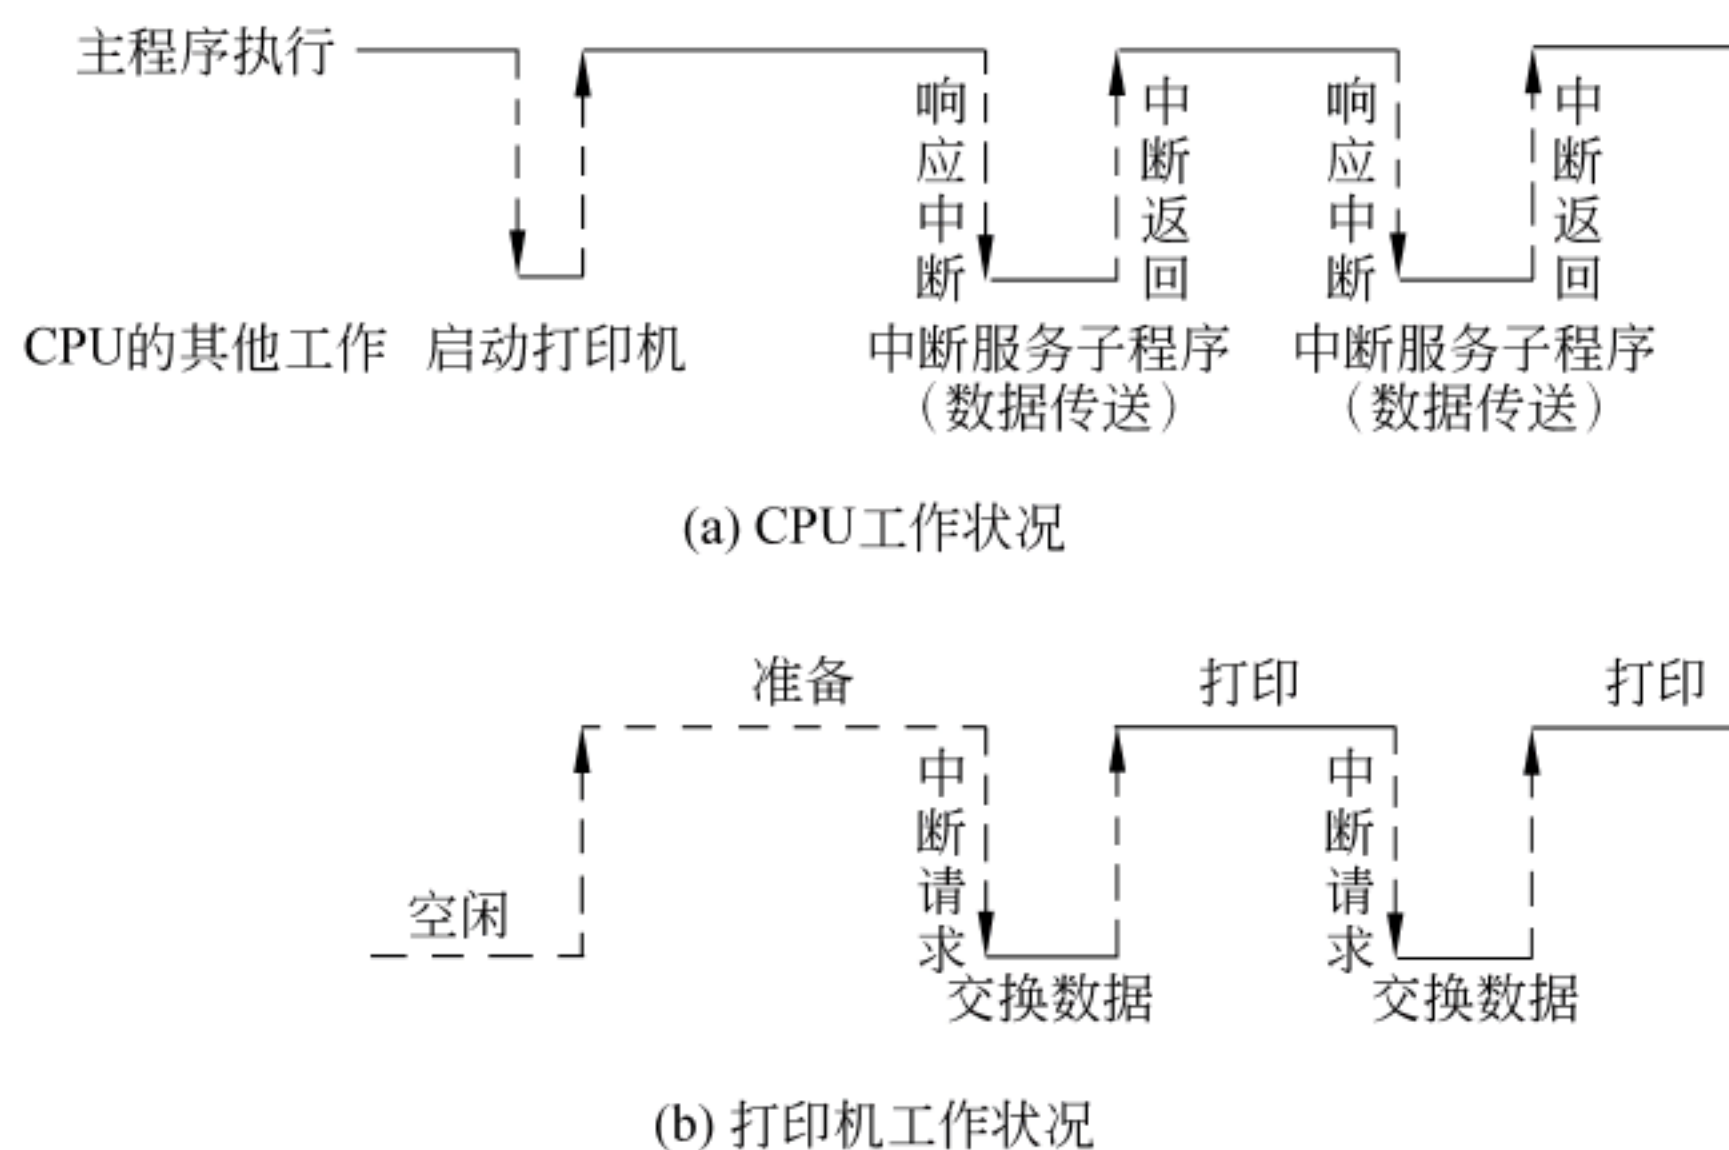 主程序执行
响应中断
中断返回
响应中断
中断返回
CPU的其他工作
启动打印机
中断服务子程序
（数据传送）
中断服务子程序
（数据传送）
(a) CPU工作状况
准备
打印
打印
中断请求
中断请求
空闲
交换数据
交换数据
(b) 打印机工作状况